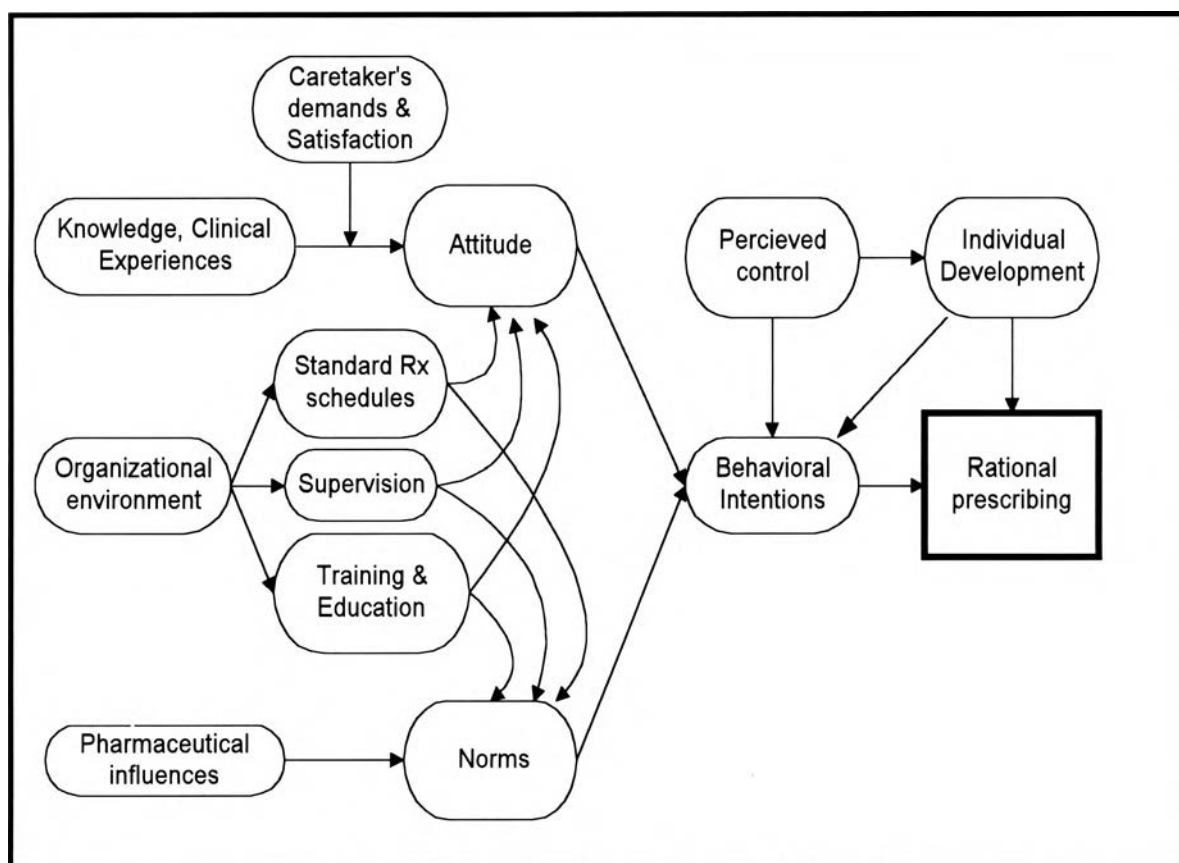 Caretaker's
demands &
Satisfaction
Knowledge, Clinical
Experiences
Attitude
Percieved
control
Individual
Development
Standard Rx
schedules
Organizational
environment
Supervision
Behavioral
Intentions
Rational
prescribing
Training &
Education
Pharmaceutical
influences
Norms